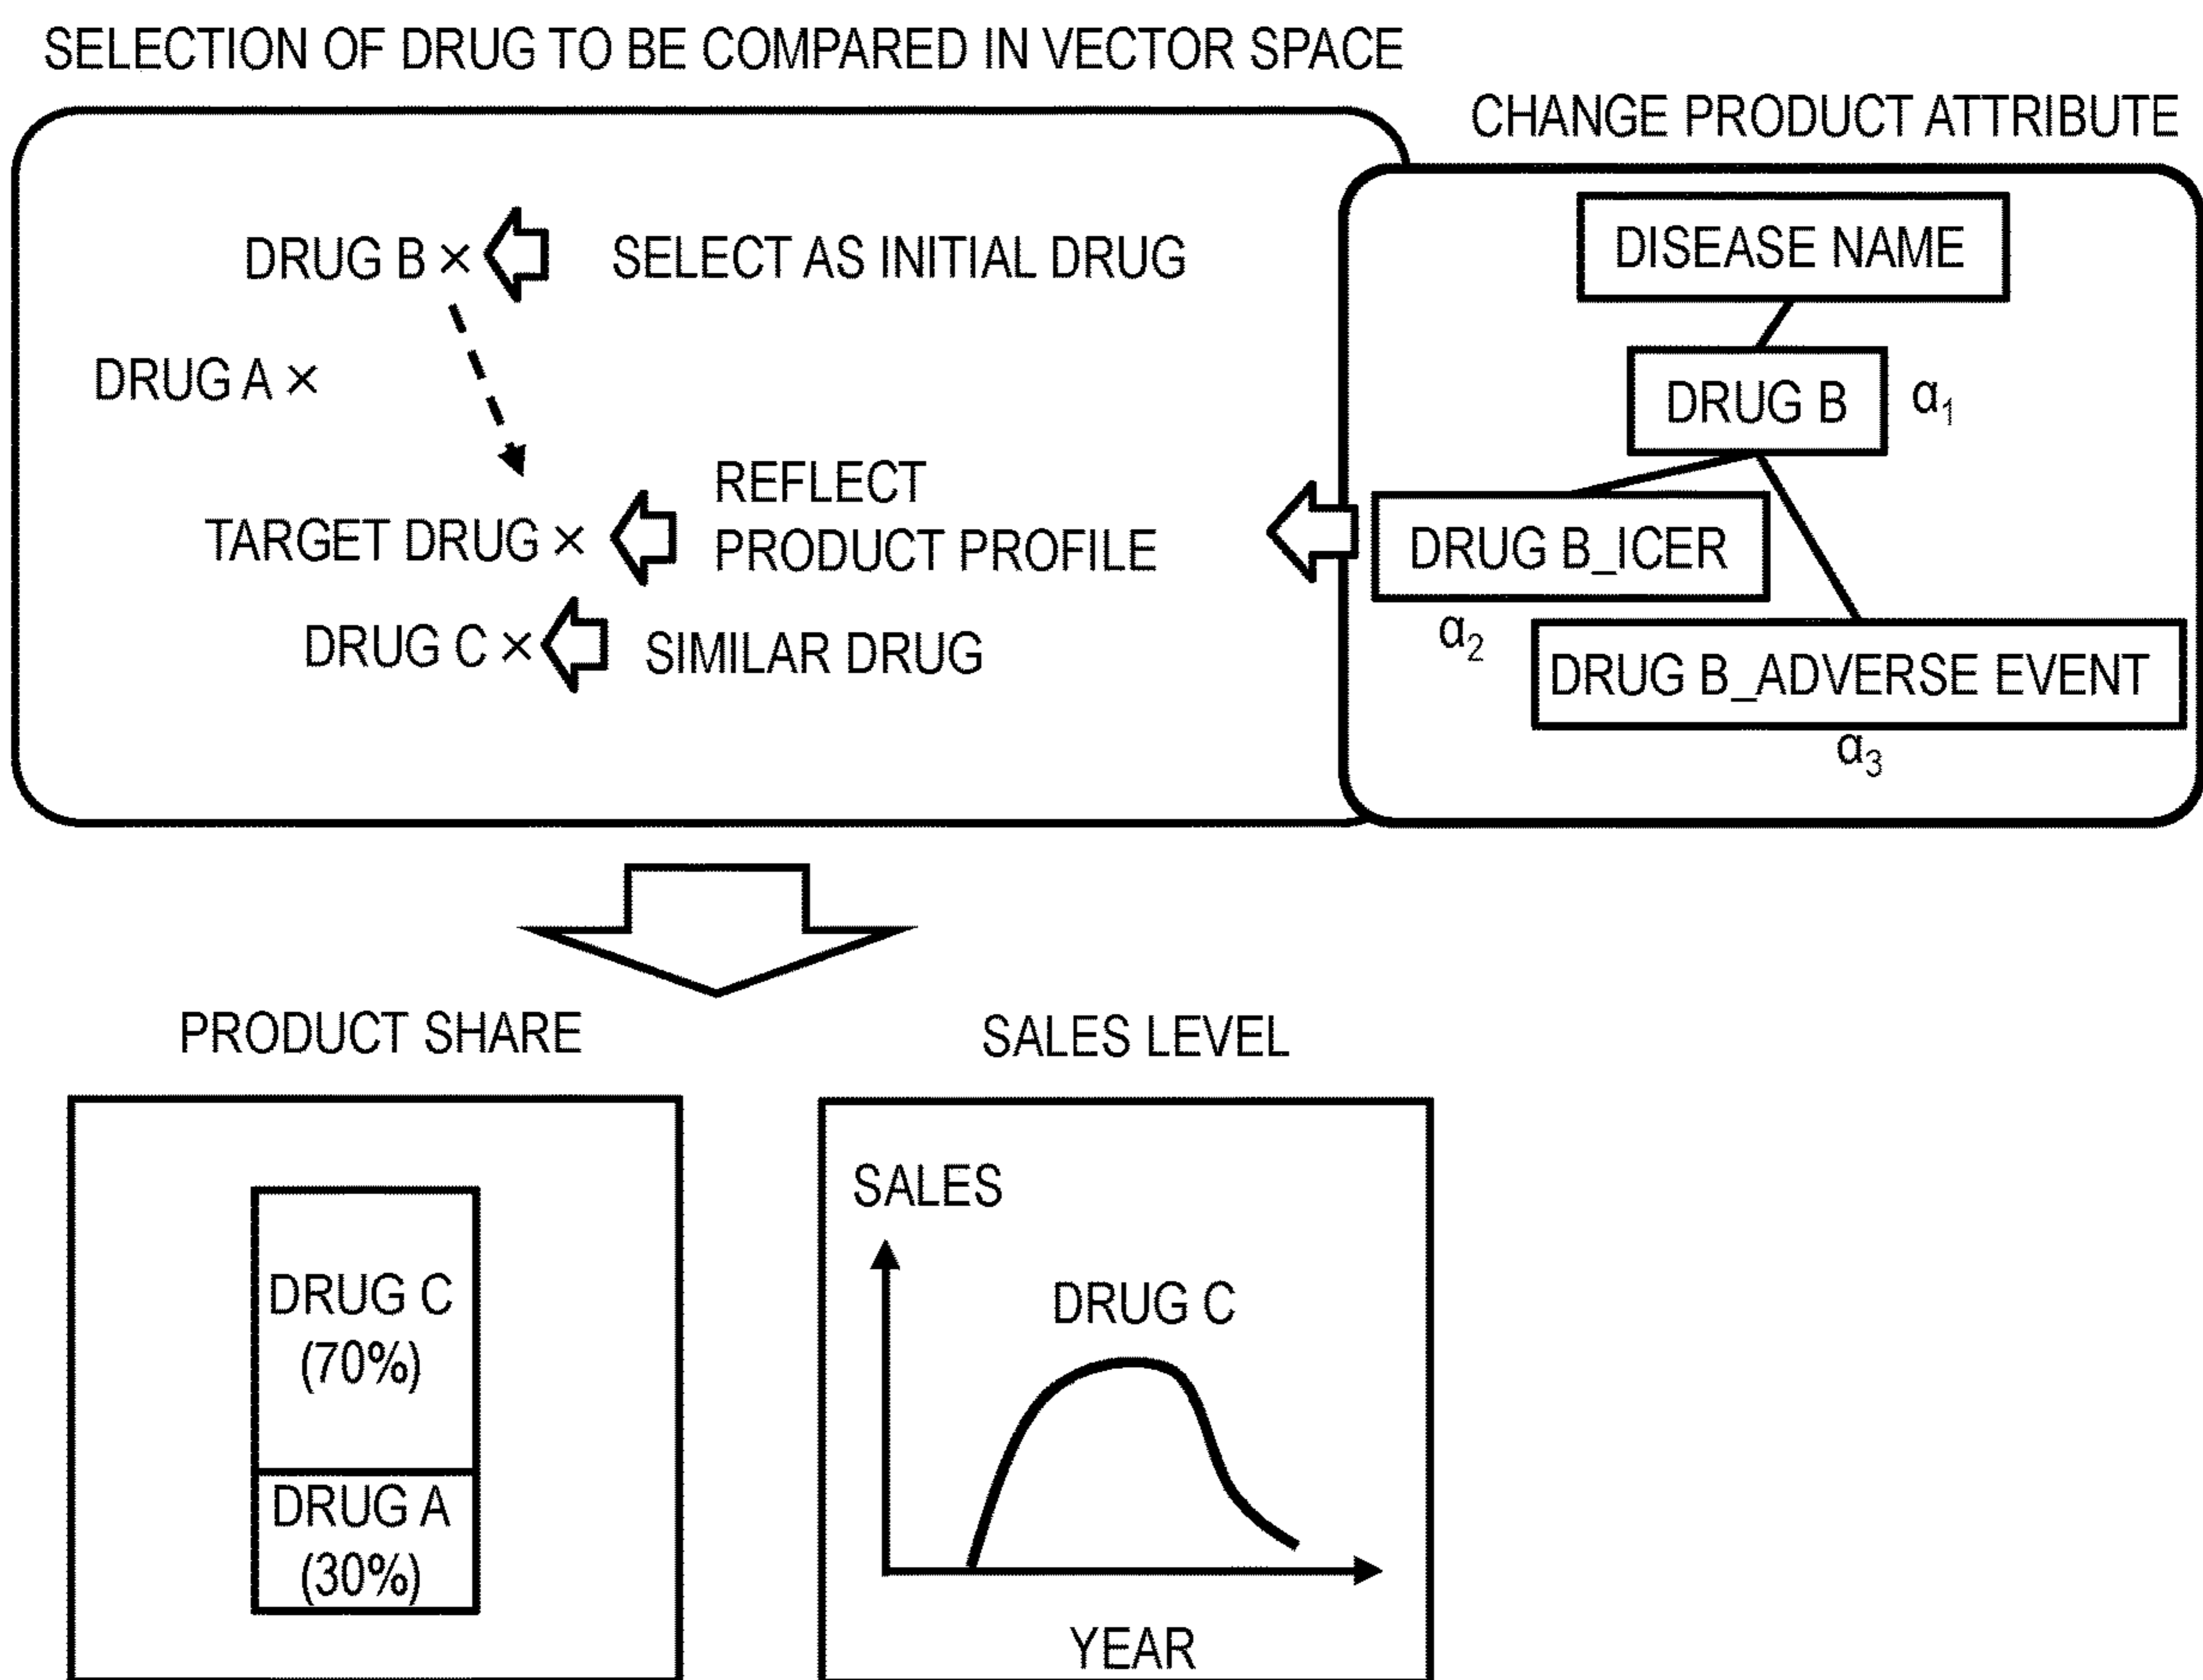 SELECTION OF DRUG TO BE COMPARED IN VECTOR SPACE
CHANGE PRODUCT ATTRIBUTE
DRUG B ×
SELECT AS INITIAL DRUG
DRUG A ×
TARGET DRUG ×
REFLECT
PRODUCT PROFILE
DRUG C ×
SIMILAR DRUG
DISEASE NAME
DRUG B
α₁
DRUG B_ICER
α₂
DRUG B_ADVERSE EVENT
α₃
PRODUCT SHARE
DRUG C
(70%)
DRUG A
(30%)
SALES LEVEL
SALES
DRUG C
YEAR